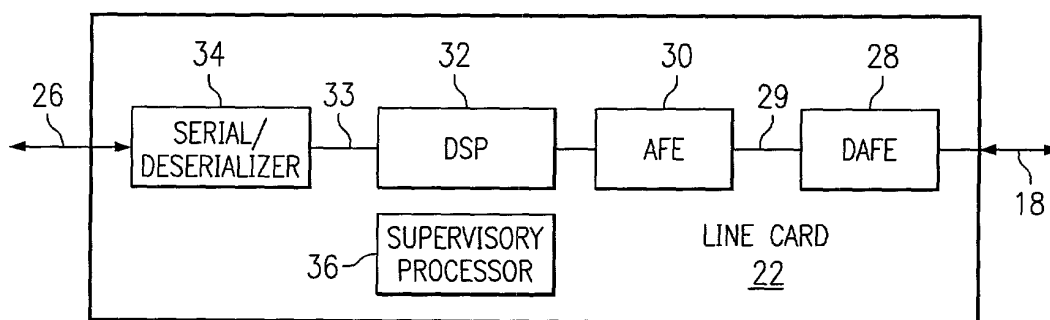 34
32
30
28
26
33
29
SERIAL/
DESERIALIZER
DSP
AFE
DAFE
18
SUPERVISORY
PROCESSOR
36
LINE CARD
22